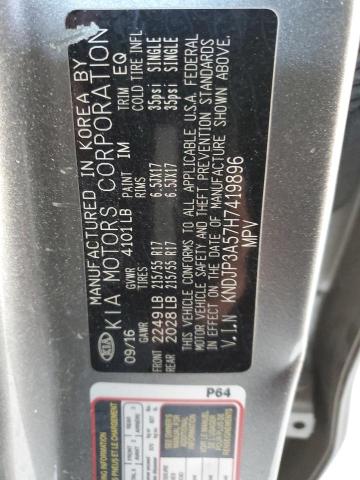 MANUFACTURED IN KOREA BY
KIA MOTORS CORPORATION
KIA
09/16 GVWR 4101LB PAINT IM TRIM EQ
GAWR TIRES RIMS COLD TIRE INFL
FRONT 2249LB 215/55 R17 6.5JX17 35psi SINGLE
REAR 2028LB 215/55 R17 6.5JX17 35psi SINGLE
THIS VEHICLE CONFORMS TO ALL APPLICABLE U.S.A. FEDERAL
MOTOR VEHICLE SAFETY AND THEFT PREVENTION STANDARDS
IN EFFECT ON THE DATE OF MANUFACTURE SHOWN ABOVE.
V.I.N KNDJP3A57H7419896
MPV
P64